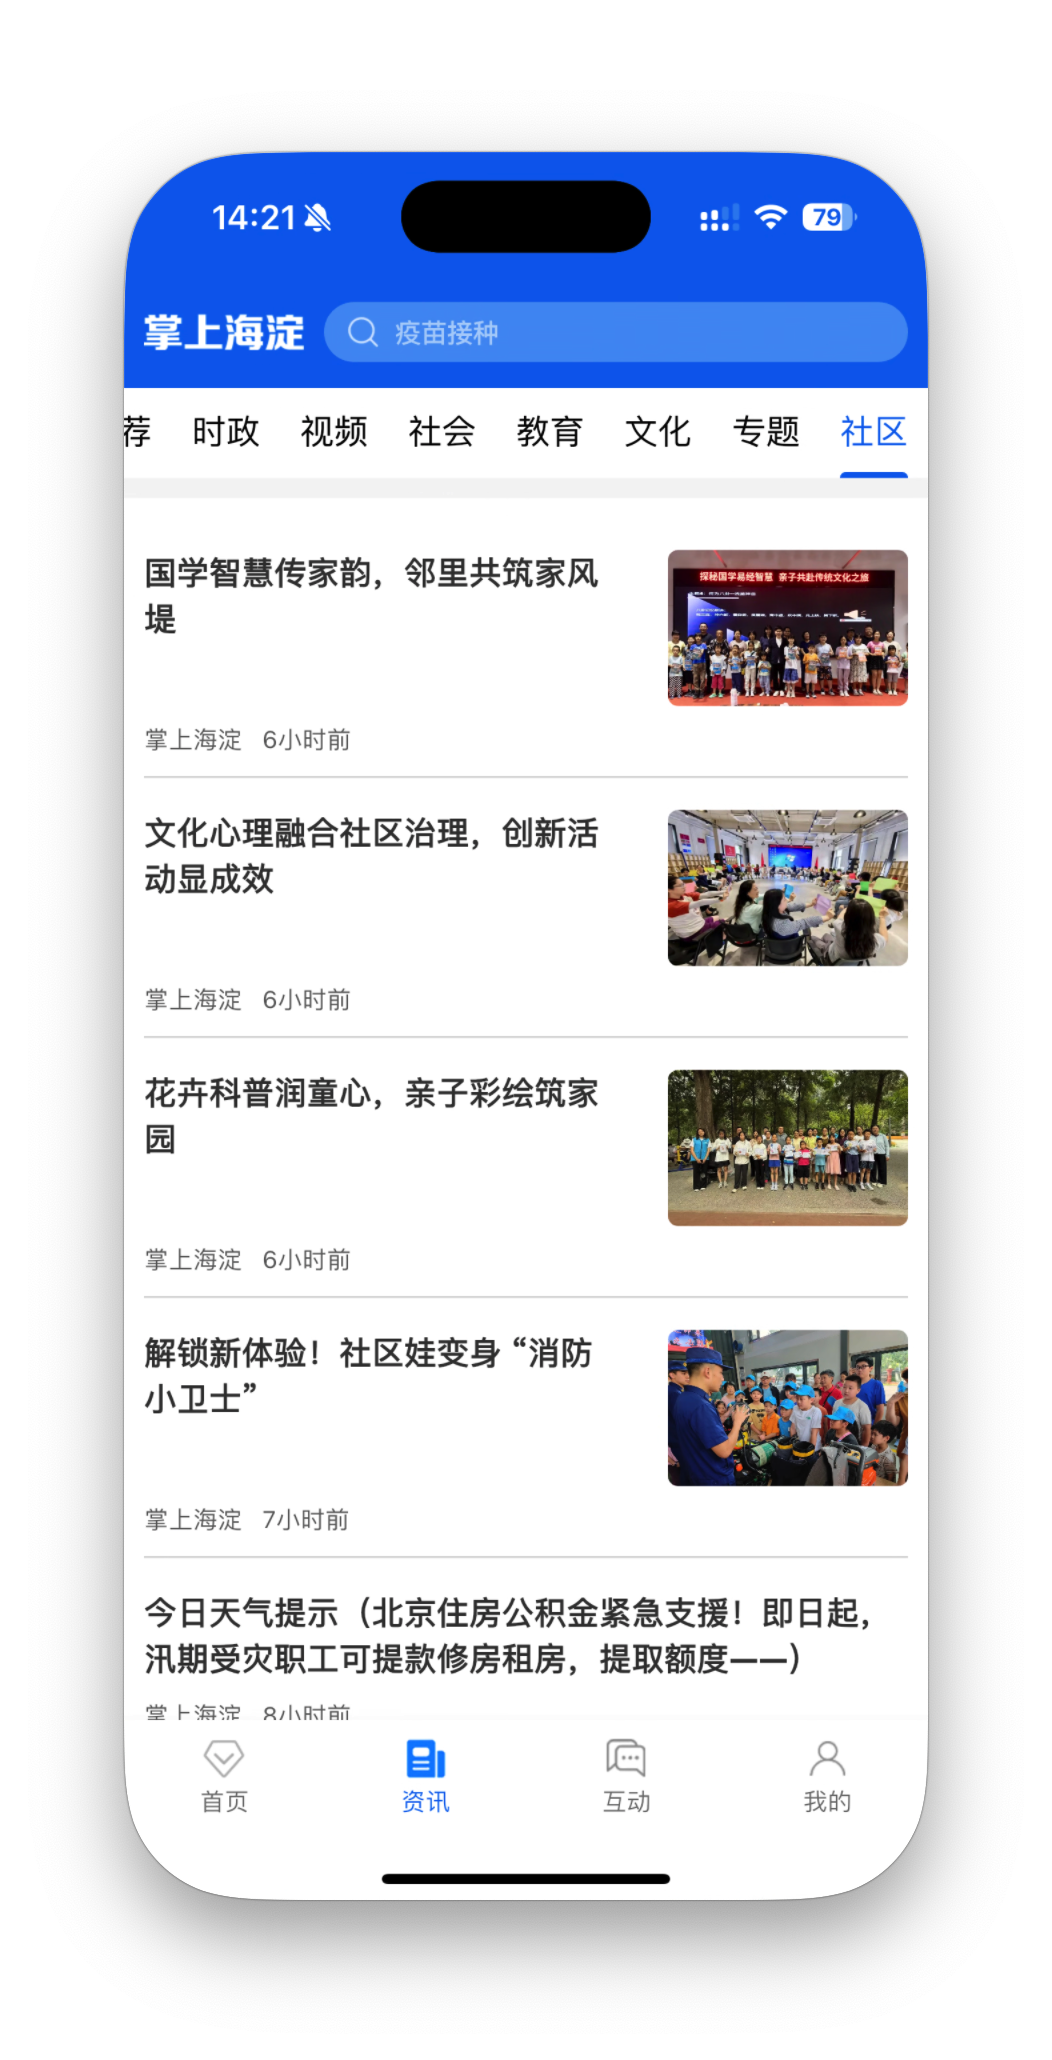 14:21
79
掌上海淀
疫苗接种
荐 时政 视频 社会 教育 文化 专题 社区
国学智慧传家韵，邻里共筑家风
堤
探秘国学易经智慧 亲子共赴传统文化之旅
掌上海淀 6小时前
文化心理融合社区治理，创新活
动显成效
掌上海淀 6小时前
花卉科普润童心，亲子彩绘筑家
园
掌上海淀 6小时前
解锁新体验！社区娃变身“消防
小卫士”
掌上海淀 7小时前
今日天气提示（北京住房公积金紧急支援！即日起，
汛期受灾职工可提款修房租房，提取额度——）
掌上海淀 8小时前
首页 资讯 互动 我的